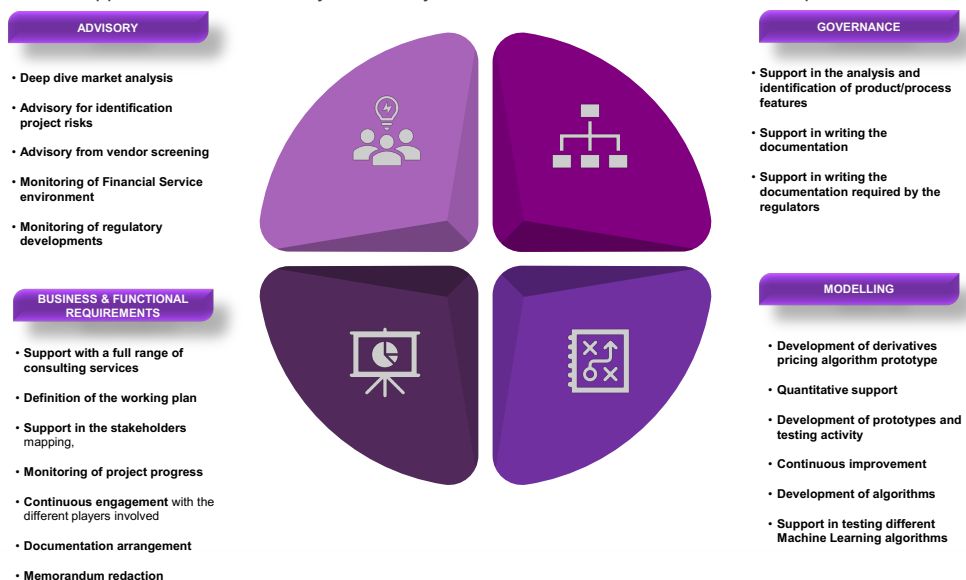 ADVISORY
• Deep dive market analysis
• Advisory for identification
project risks
• Advisory from vendor screening
• Monitoring of Financial Service
environment
• Monitoring of regulatory
developments
GOVERNANCE
• Support in the analysis and
identification of product/process
features
• Support in writing the
documentation
• Support in writing the
documentation required by the
regulators
BUSINESS & FUNCTIONAL
REQUIREMENTS
• Support with a full range of
consulting services
• Definition of the working plan
• Support in the stakeholders
mapping,
• Monitoring of project progress
• Continuous engagement with the
different players involved
• Documentation arrangement
• Memorandum redaction
MODELLING
• Development of derivatives
pricing algorithm prototype
• Quantitative support
• Development of prototypes and
testing activity
• Continuous improvement
• Development of algorithms
• Support in testing different
Machine Learning algorithms